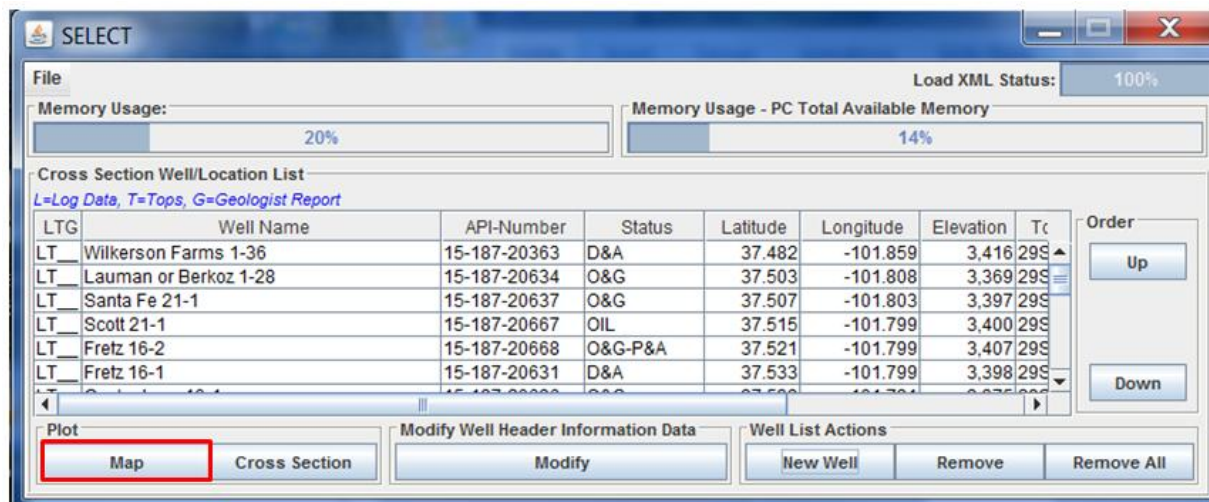 SELECT
File Load XML Status: 100%
Memory Usage: Memory Usage - PC Total Available Memory
20% 14%
Cross Section Well/Location List
L=Log Data, T=Tops, G=Geologist Report
LTG Well Name API-Number Status Latitude Longitude Elevation Order
LT__ Wilkerson Farms 1-36 15-187-20363 D&A 37.482 -101.859 3,416 29S Up
LT__ Lauman or Berkoz 1-28 15-187-20634 O&G 37.503 -101.808 3,369 29S
LT__ Santa Fe 21-1 15-187-20637 O&G 37.507 -101.803 3,397 29S
LT__ Scott 21-1 15-187-20667 OIL 37.515 -101.799 3,400 29S
LT__ Fretz 16-2 15-187-20668 O&G-P&A 37.521 -101.799 3,407 29S
LT__ Fretz 16-1 15-187-20631 D&A 37.533 -101.799 3,398 29S Down
Plot Modify Well Header Information Data Well List Actions
Map Cross Section Modify New Well Remove Remove All